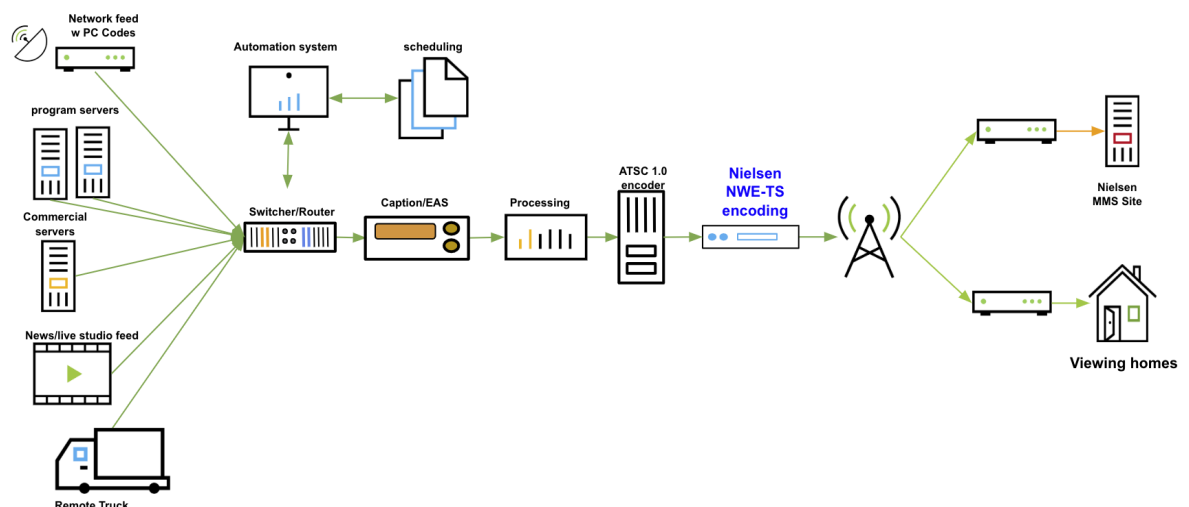 Network feed
w PC Codes
Automation system
scheduling
program servers
Commercial
servers
Switcher/Router
Caption/EAS
Processing
ATSC 1.0
encoder
Nielsen
NWE-TS
encoding
Nielsen
MMS Site
News/live studio feed
Viewing homes
Remote Truck